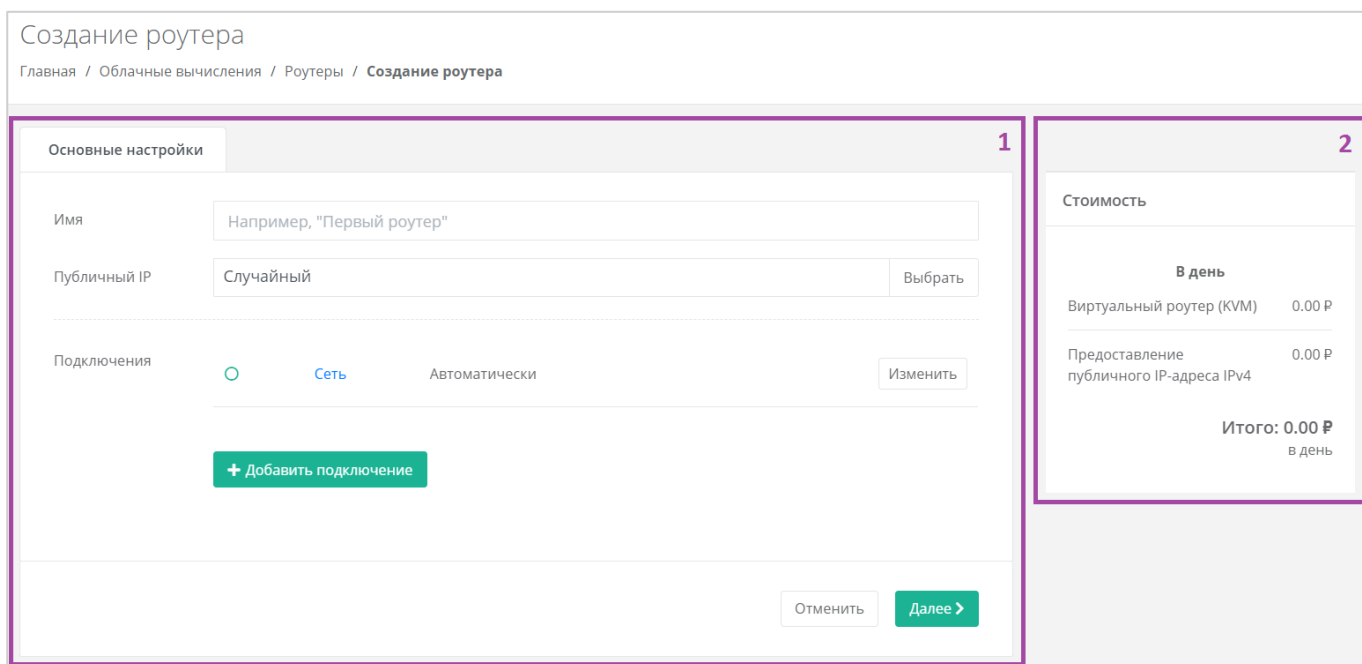 Создание роутера
Главная / Облачные вычисления / Роутеры / Создание роутера
Основные настройки
1
Имя
Например, "Первый роутер"
Публичный IP
Случайный
Выбрать
Подключения
Сеть
Автоматически
Изменить
+ Добавить подключение
Отменить
Далее
2
Стоимость
В день
Виртуальный роутер (KVM) 0.00 ₽
Предоставление 0.00 ₽
публичного IP-адреса IPv4
Итого: 0.00 ₽
в день